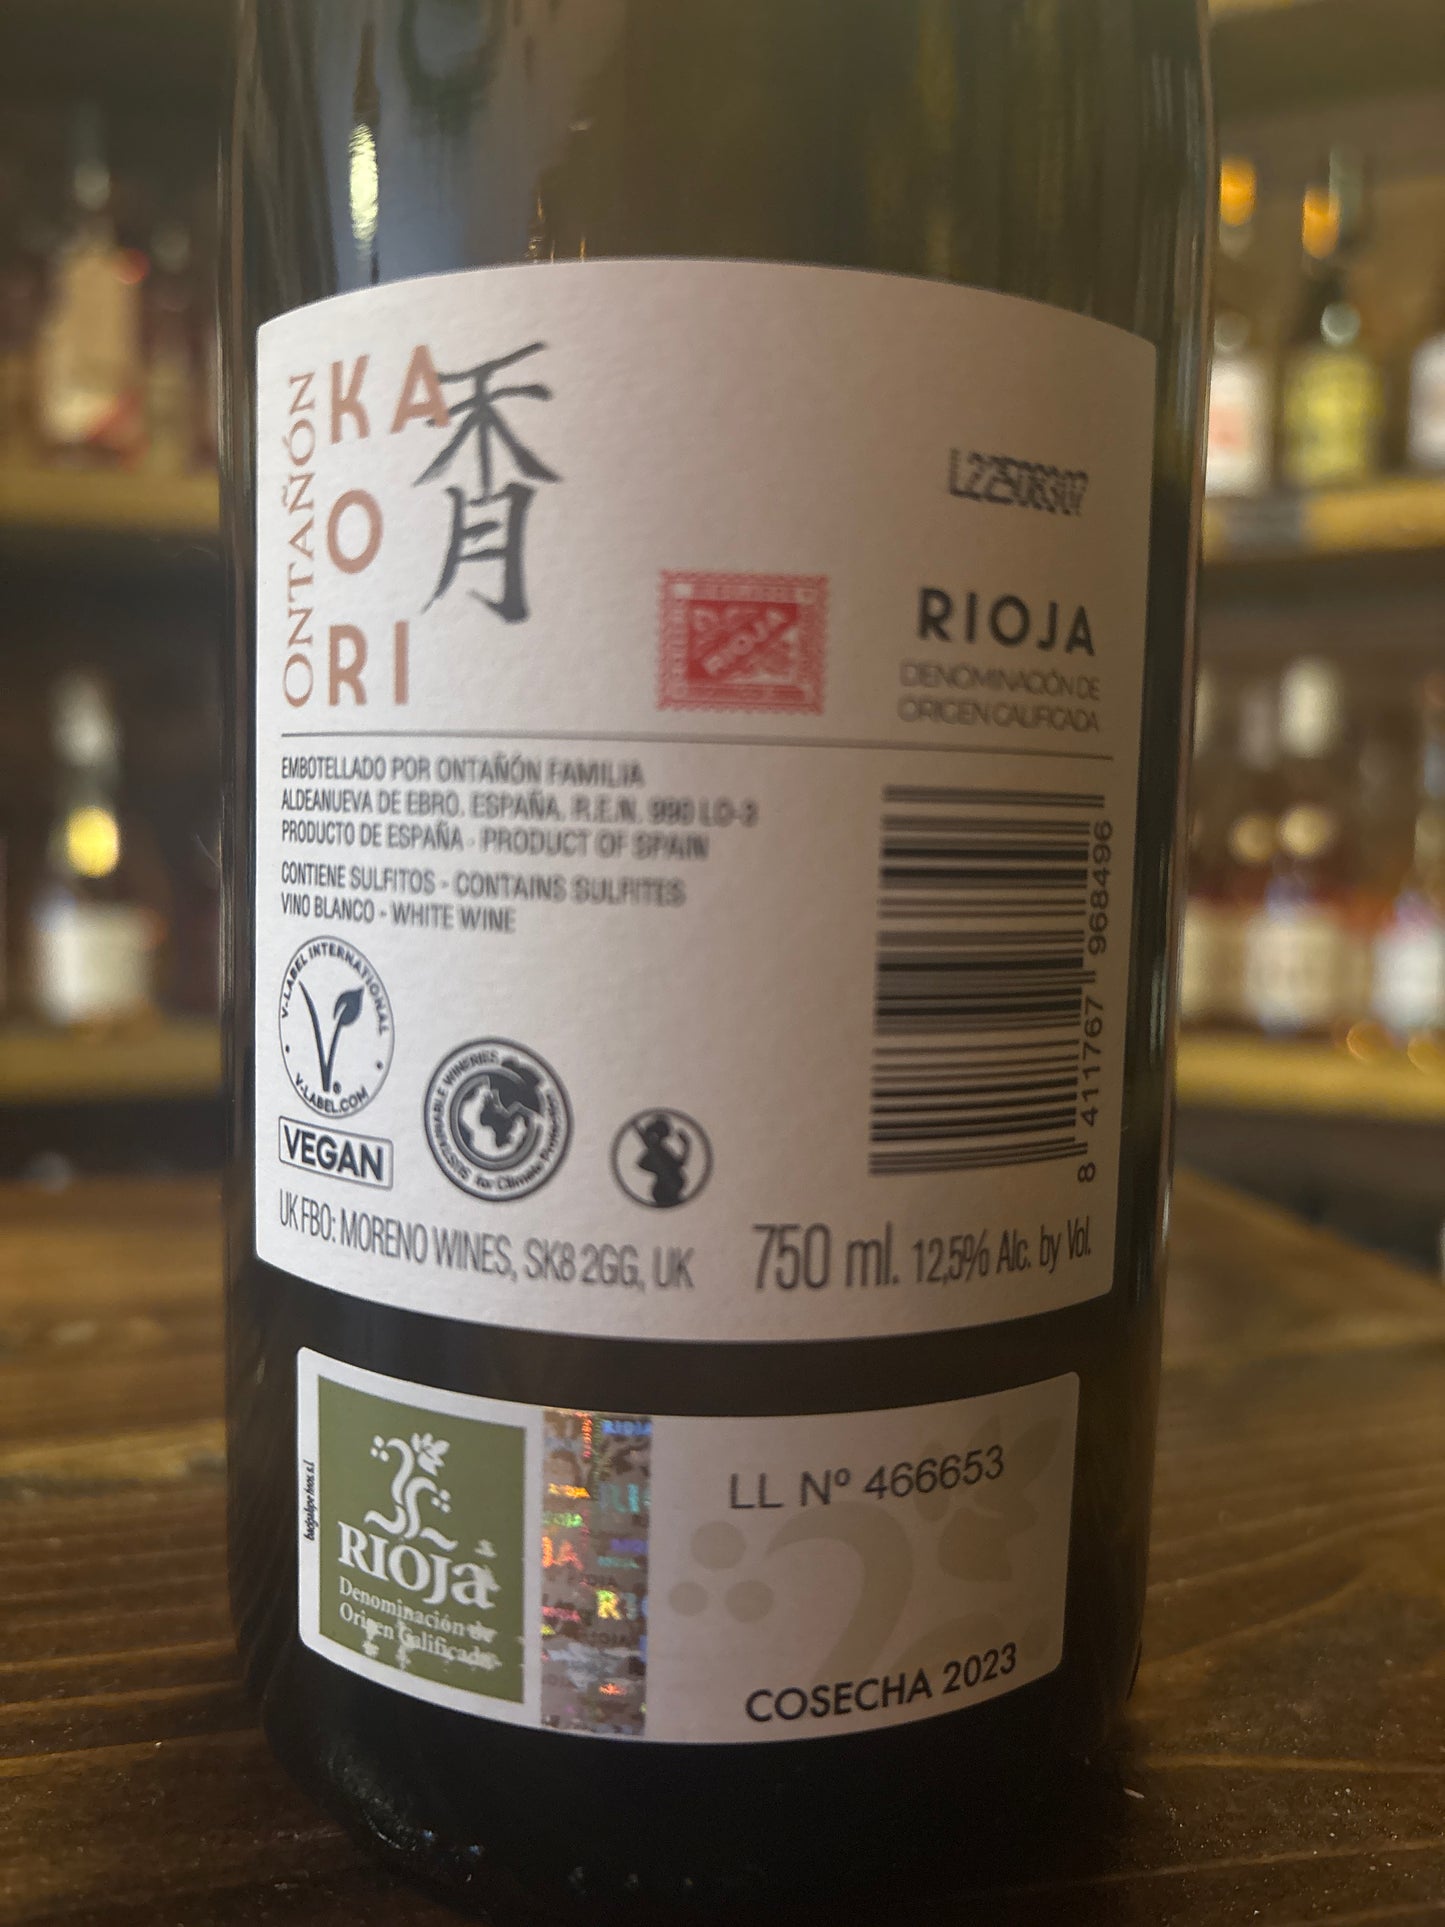 ONTAÑÓN
KA
O
RI
香
RIOJA
RIOJA
DENOMINACIÓN DE
ORIGEN CALIFICADA
EMBOTELLADO POR ONTAÑÓN FAMILIA
ALDEANUEVA DE EBRO. ESPAÑA. R.E.N. 990 LO-3
PRODUCTO DE ESPAÑA - PRODUCT OF SPAIN
CONTIENE SULFITOS - CONTAINS SULFITES
VINO BLANCO - WHITE WINE
8 411767 968496
V-LABEL INTERNATIONAL
V-LABEL.COM
VEGAN
SUSTAINABLE WINERIES
for Climate Protection
UK FBO: MORENO WINES, SK8 2GG, UK
750 ml. 12,5% Alc. by Vol.
RIOJa
Denominación de
Origen Calificada
LL Nº 466653
COSECHA 2023